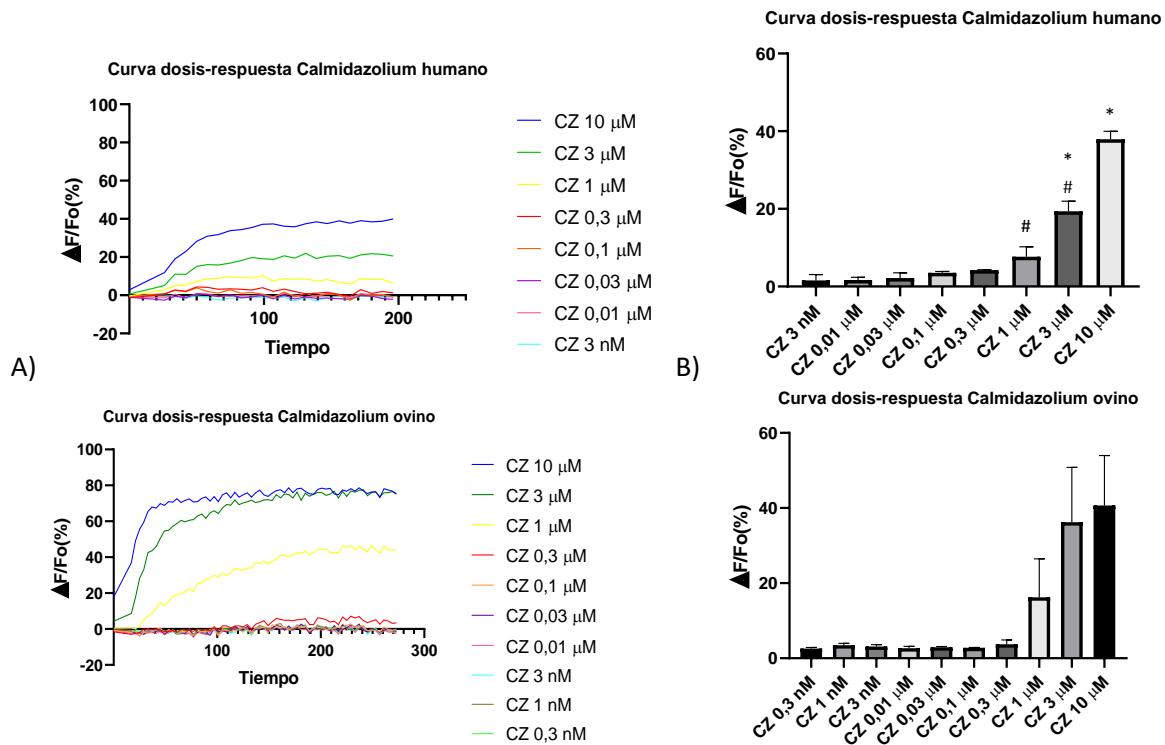 A)
Curva dosis-respuesta Calmidazolium humano
▲F/Fo(%)
100
80
60
40
20
0
-20
100
200
Tiempo
CZ 10 μM
CZ 3 μM
CZ 1 μM
CZ 0,3 μM
CZ 0,1 μM
CZ 0,03 μM
CZ 0,01 μM
CZ 3 nM
Curva dosis-respuesta Calmidazolium ovino
▲F/Fo(%)
100
80
60
40
20
0
-20
100
200
300
Tiempo
CZ 10 μM
CZ 3 μM
CZ 1 μM
CZ 0,3 μM
CZ 0,1 μM
CZ 0,03 μM
CZ 0,01 μM
CZ 3 nM
CZ 1 nM
CZ 0,3 nM
B)
Curva dosis-respuesta Calmidazolium humano
▲F/Fo(%)
60
40
20
0
#
*
#
*
CZ 3 nM
CZ 0,01 μM
CZ 0,03 μM
CZ 0,1 μM
CZ 0,3 μM
CZ 1 μM
CZ 3 μM
CZ 10 μM
Curva dosis-respuesta Calmidazolium ovino
▲F/Fo(%)
60
40
20
0
CZ 0,3 nM
CZ 1 nM
CZ 3 nM
CZ 0,01 μM
CZ 0,03 μM
CZ 0,1 μM
CZ 0,3 μM
CZ 1 μM
CZ 3 μM
CZ 10 μM